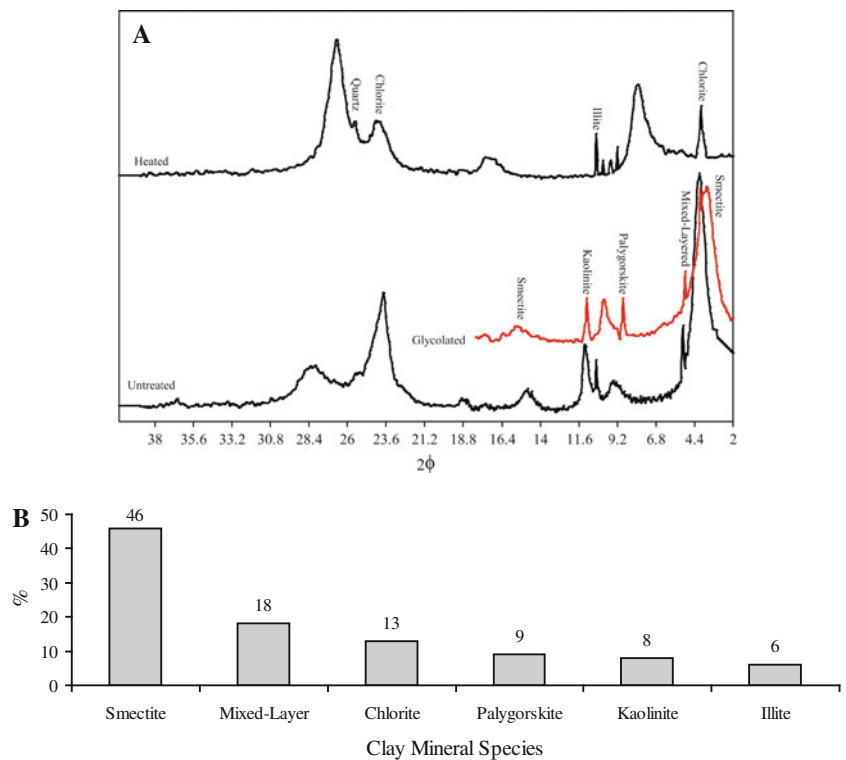 A
Quartz
Chlorite
Illite
Chlorite
Heated
Smectite
Mixed-Layered
Palygorskite
Kaolinite
Smectite
Glycolated
Untreated
38 35.6 33.2 30.8 28.4 26 23.6 21.2 18.8 16.4 14 11.6 9.2 6.8 4.4 2
2ϕ
B
50
40
30
20
10
0
%
46
18
13
9
8
6
Smectite Mixed-Layer Chlorite Palygorskite Kaolinite Illite
Clay Mineral Species